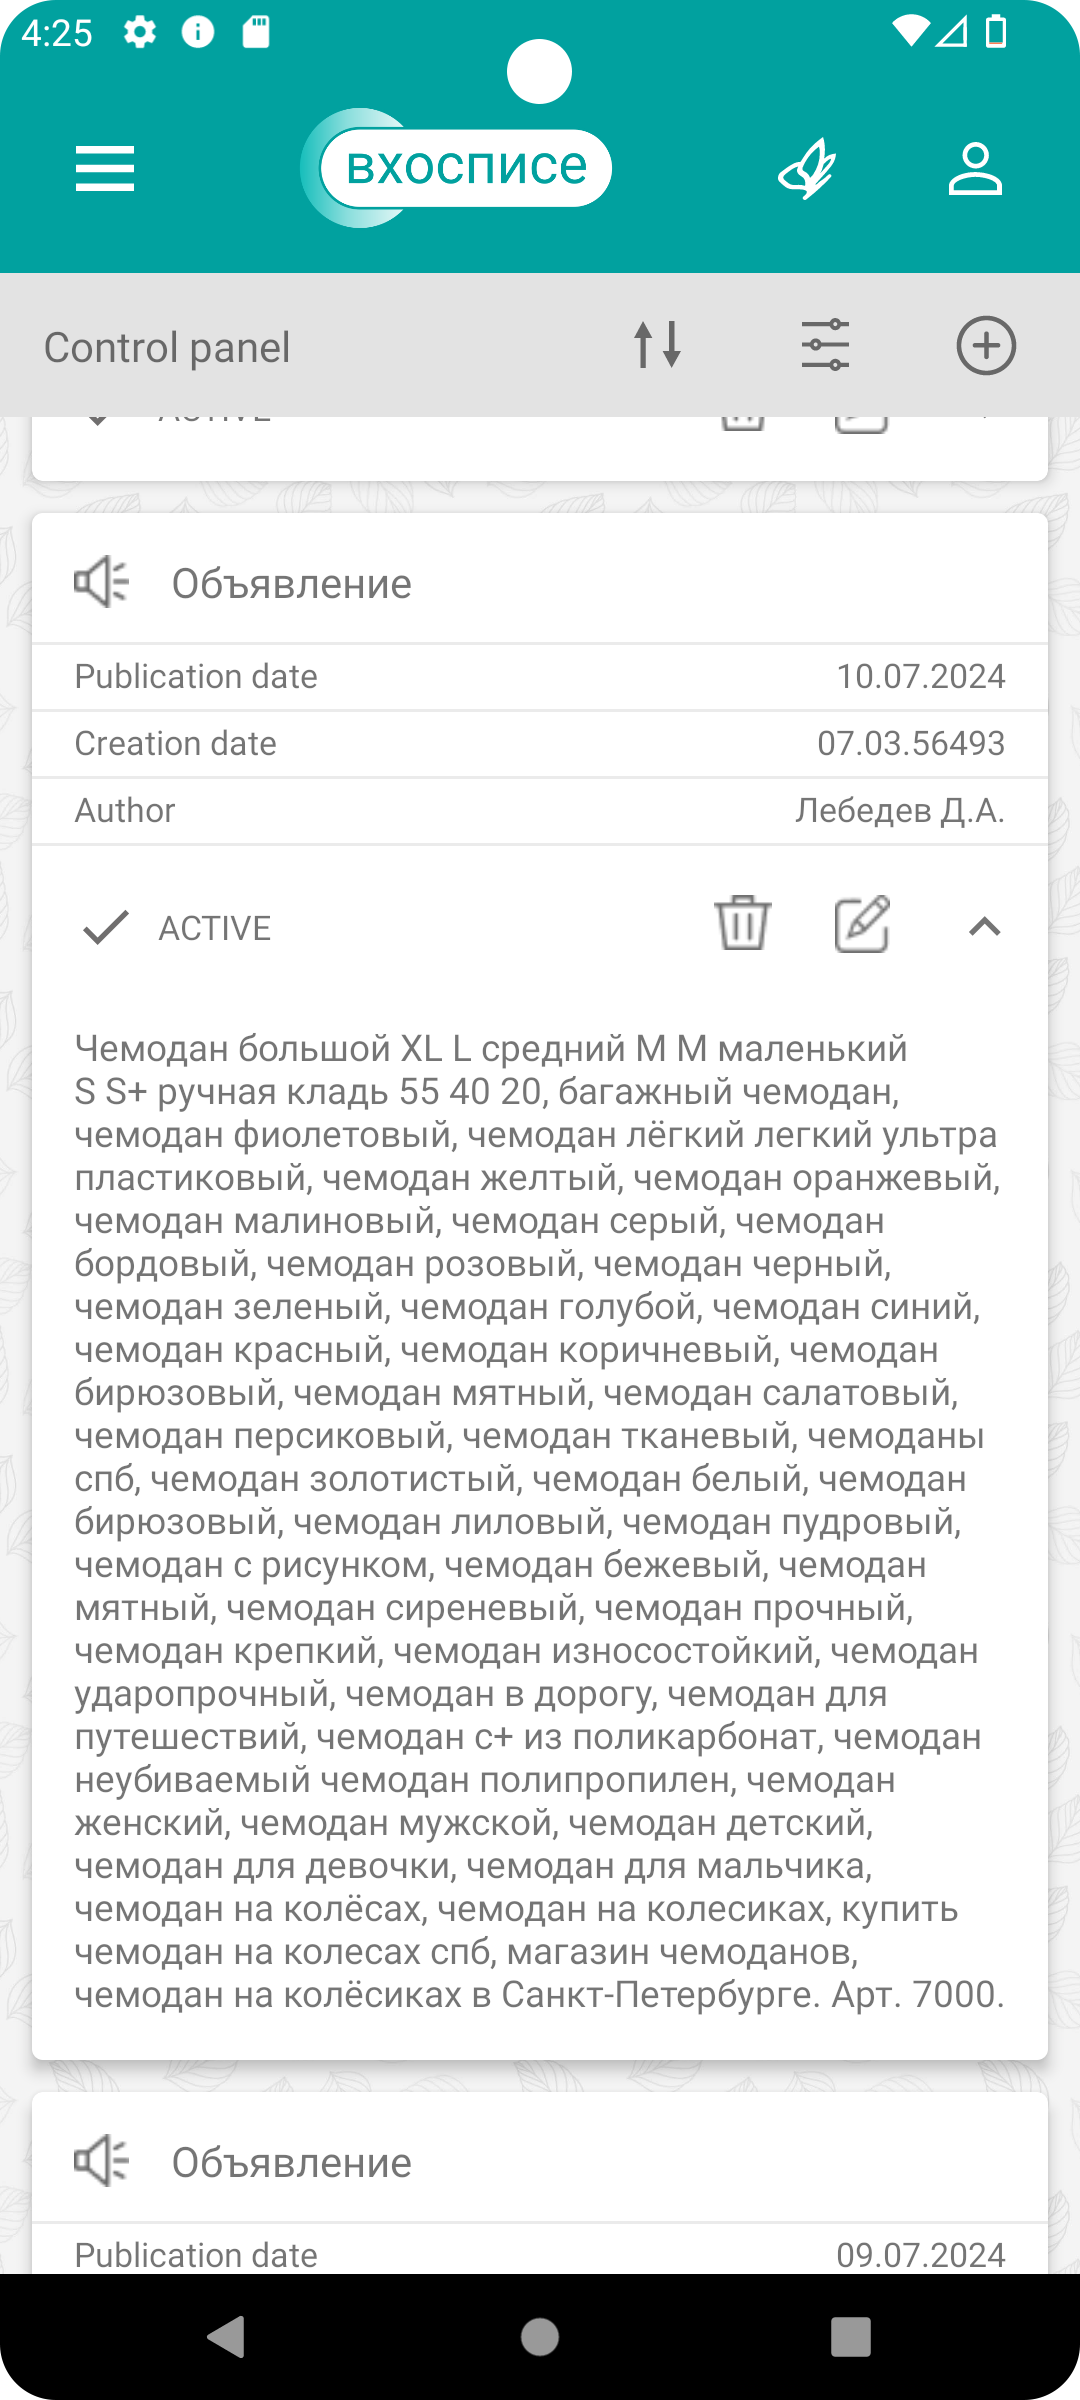 4:25
вхосписе
Control panel
ACTIVE
Объявление
Publication date 10.07.2024
Creation date 07.03.56493
Author Лебедев Д.А.
ACTIVE
Чемодан большой XL L средний М М маленький
S S+ ручная кладь 55 40 20, багажный чемодан,
чемодан фиолетовый, чемодан лёгкий легкий ультра
пластиковый, чемодан желтый, чемодан оранжевый,
чемодан малиновый, чемодан серый, чемодан
бордовый, чемодан розовый, чемодан черный,
чемодан зеленый, чемодан голубой, чемодан синий,
чемодан красный, чемодан коричневый, чемодан
бирюзовый, чемодан мятный, чемодан салатовый,
чемодан персиковый, чемодан тканевый, чемоданы
спб, чемодан золотистый, чемодан белый, чемодан
бирюзовый, чемодан лиловый, чемодан пудровый,
чемодан с рисунком, чемодан бежевый, чемодан
мятный, чемодан сиреневый, чемодан прочный,
чемодан крепкий, чемодан износостойкий, чемодан
ударопрочный, чемодан в дорогу, чемодан для
путешествий, чемодан с+ из поликарбонат, чемодан
неубиваемый чемодан полипропилен, чемодан
женский, чемодан мужской, чемодан детский,
чемодан для девочки, чемодан для мальчика,
чемодан на колёсах, чемодан на колесиках, купить
чемодан на колесах спб, магазин чемоданов,
чемодан на колёсиках в Санкт-Петербурге. Арт. 7000.
Объявление
Publication date 09.07.2024